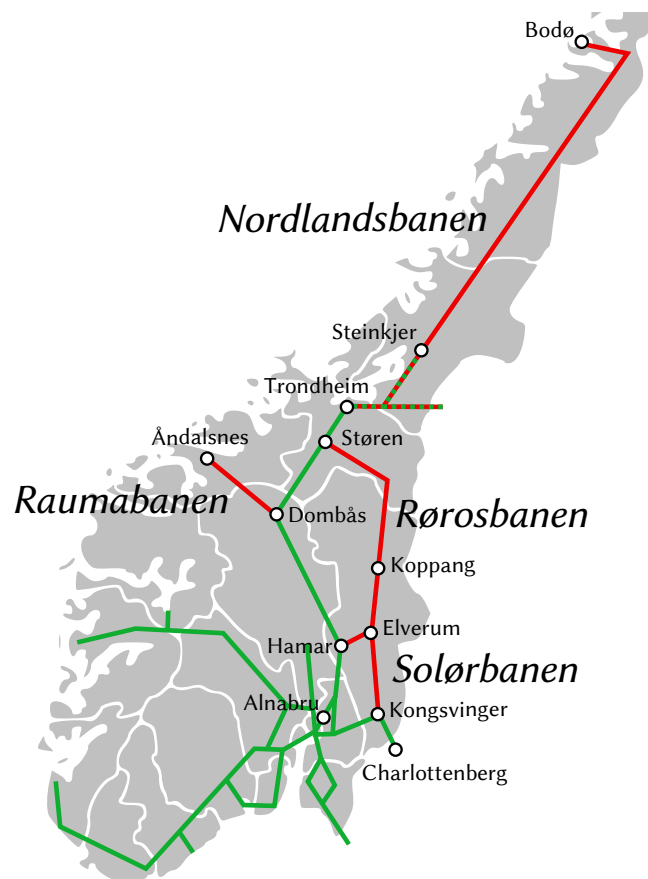 Bodø
Nordlandsbanen
Steinkjer
Trondheim
Støren
Åndalsnes
Raumabanen
Dombås
Rørosbanen
Koppang
Elverum
Hamar
Solørbanen
Alnabru
Kongsvinger
Charlottenberg